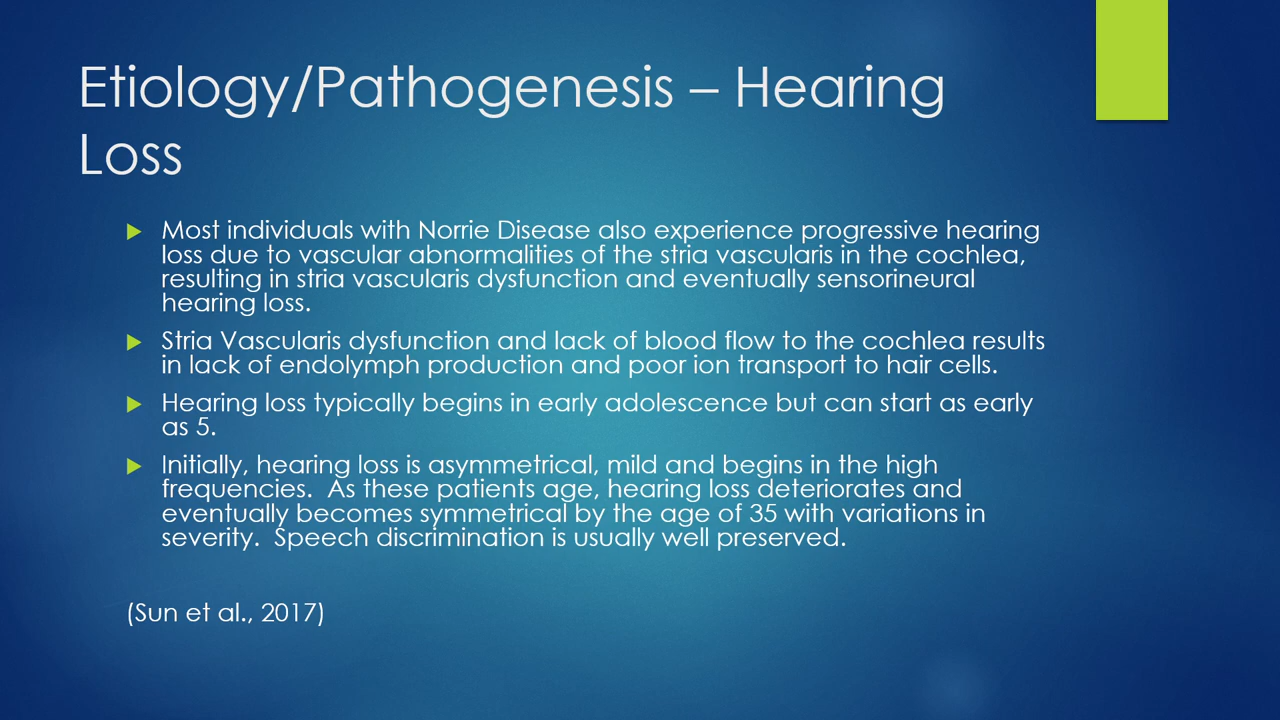 Etiology/Pathogenesis – Hearing
Loss
Most individuals with Norrie Disease also experience progressive hearing
loss due to vascular abnormalities of the stria vascularis in the cochlea,
resulting in stria vascularis dysfunction and eventually sensorineural
hearing loss.
Stria Vascularis dysfunction and lack of blood flow to the cochlea results
in lack of endolymph production and poor ion transport to hair cells.
Hearing loss typically begins in early adolescence but can start as early
as 5.
Initially, hearing loss is asymmetrical, mild and begins in the high
frequencies.  As these patients age, hearing loss deteriorates and
eventually becomes symmetrical by the age of 35 with variations in
severity.  Speech discrimination is usually well preserved.
(Sun et al., 2017)